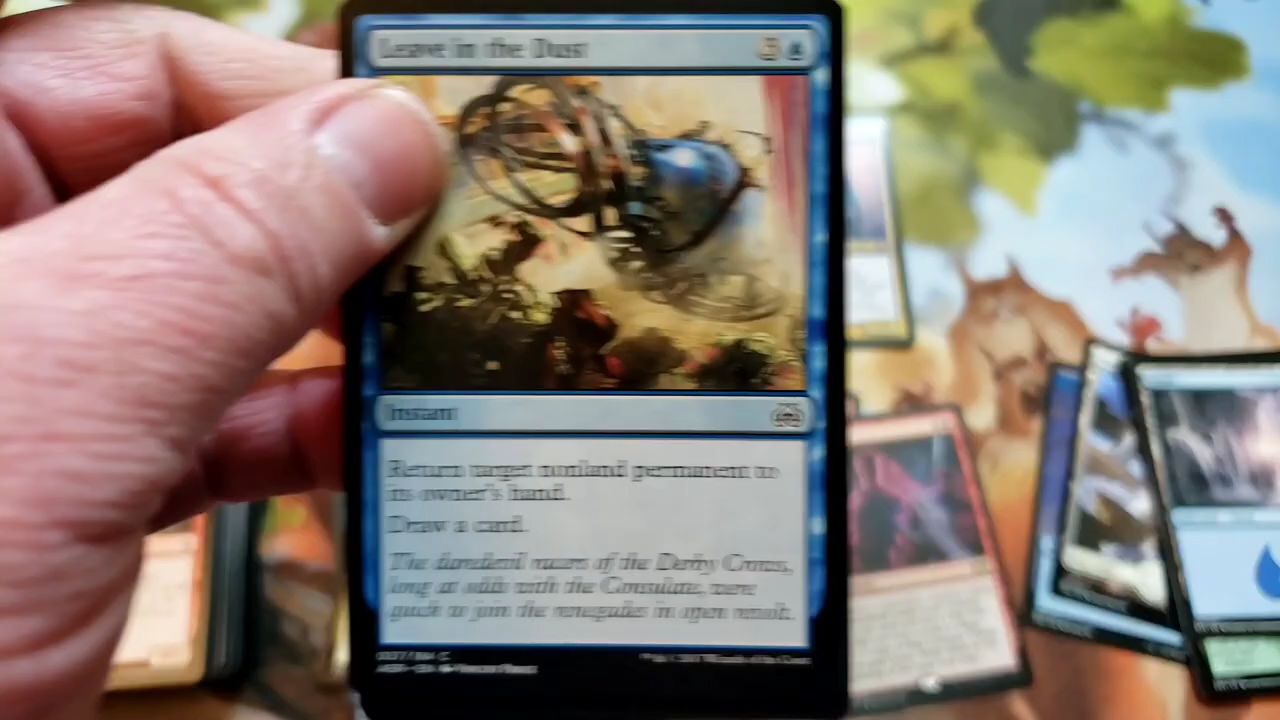 Leave in the Dust
Instant
Return target nonland permanent to
its owner's hand.
Draw a card.
The daredevil racers of the Derby Crews,
long at odds with the Consulate, were
quick to join the renegades in open revolt.